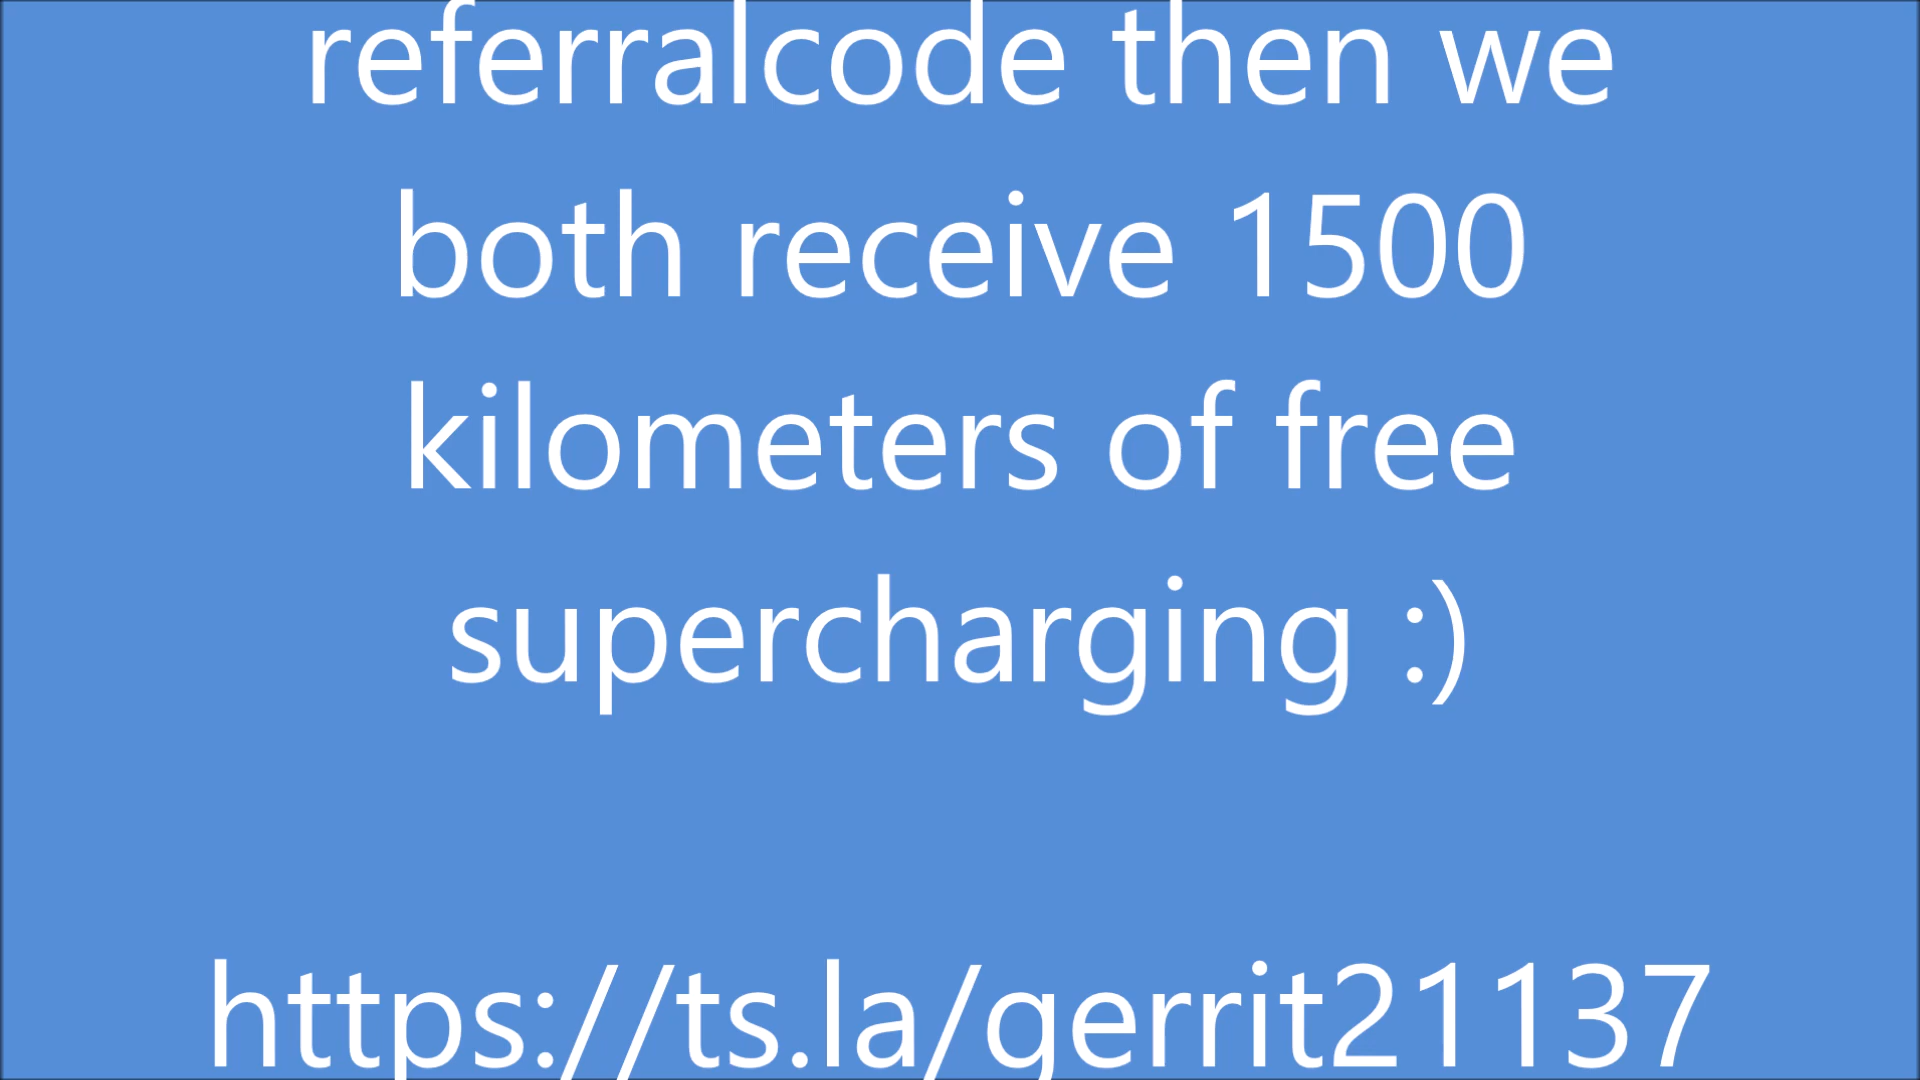 referralcode then we
both receive 1500
kilometers of free
supercharging :)
https://ts.la/gerrit21137